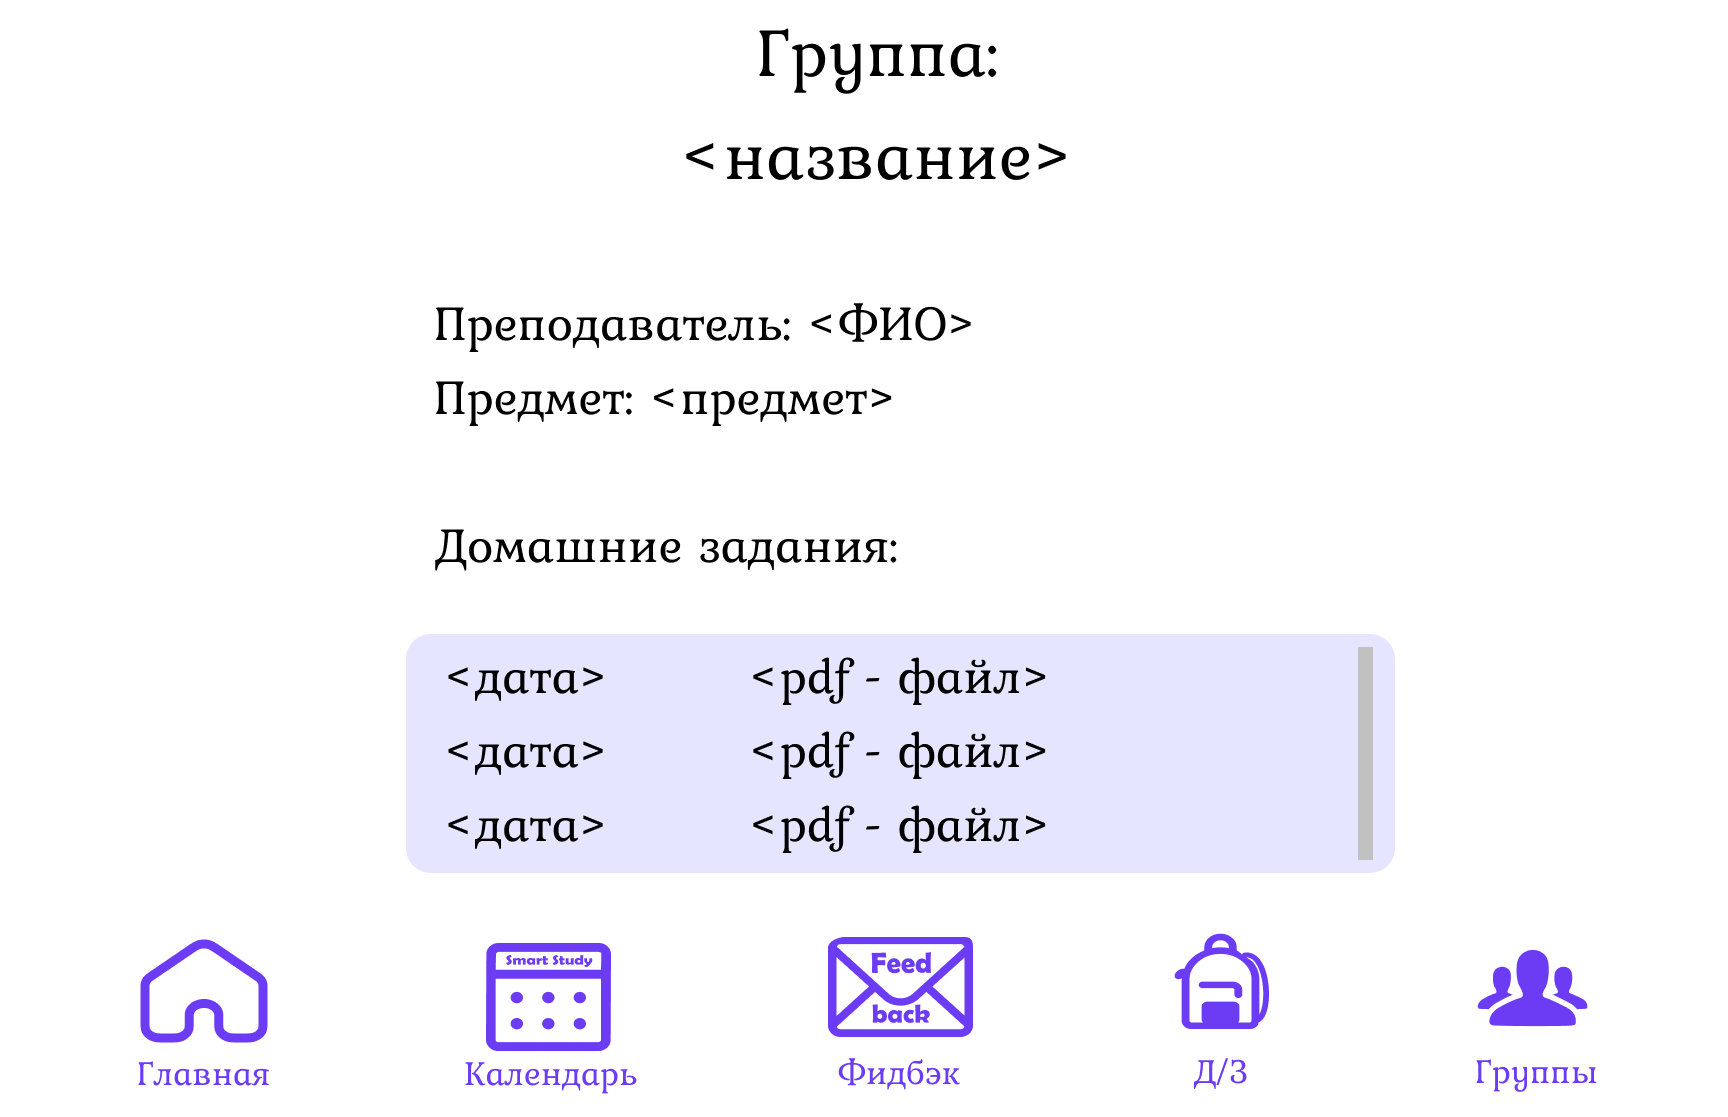 Группа:
<название>
Преподаватель: <ФИО>
Предмет: <предмет>
Домашние задания:
<дата> <pdf - файл>
<дата> <pdf - файл>
<дата> <pdf - файл>
Smart Study
Feed
back
Главная Календарь Фидбэк Д/З Группы